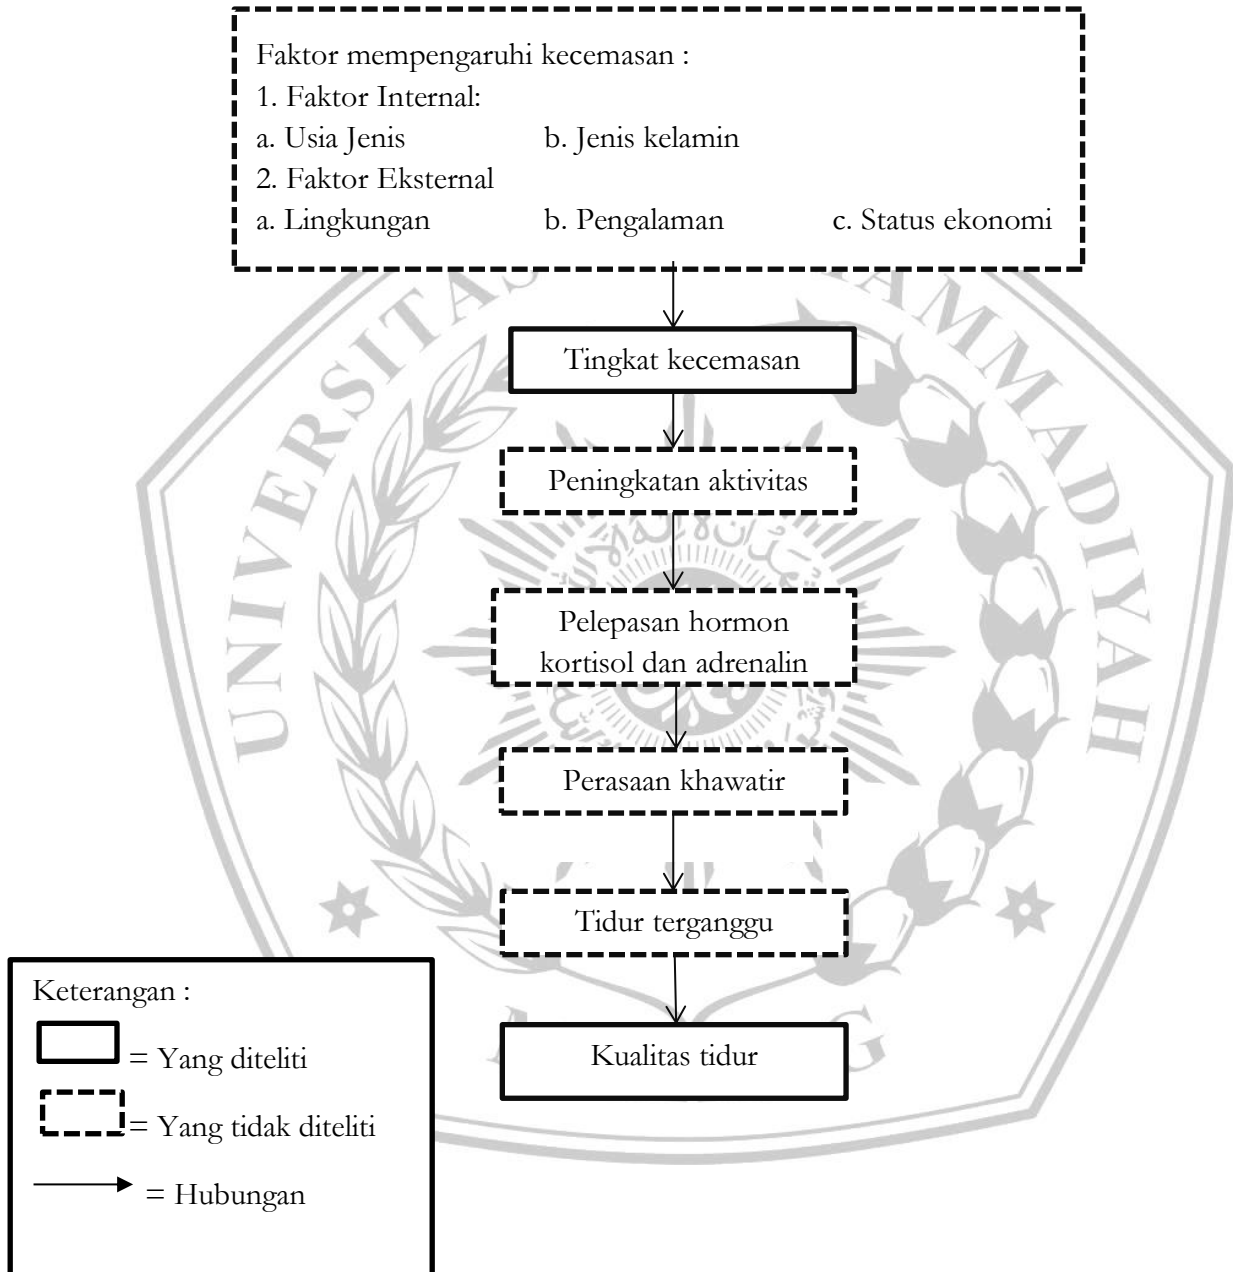 Faktor mempengaruhi kecemasan :
1. Faktor Internal:
a. Usia Jenis b. Jenis kelamin
2. Faktor Eksternal
a. Lingkungan b. Pengalaman c. Status ekonomi
Tingkat kecemasan
Peningkatan aktivitas
Pelepasan hormon
kortisol dan adrenalin
Perasaan khawatir
Tidur terganggu
Kualitas tidur
Keterangan :
= Yang diteliti
= Yang tidak diteliti
= Hubungan
UNIVERSITAS